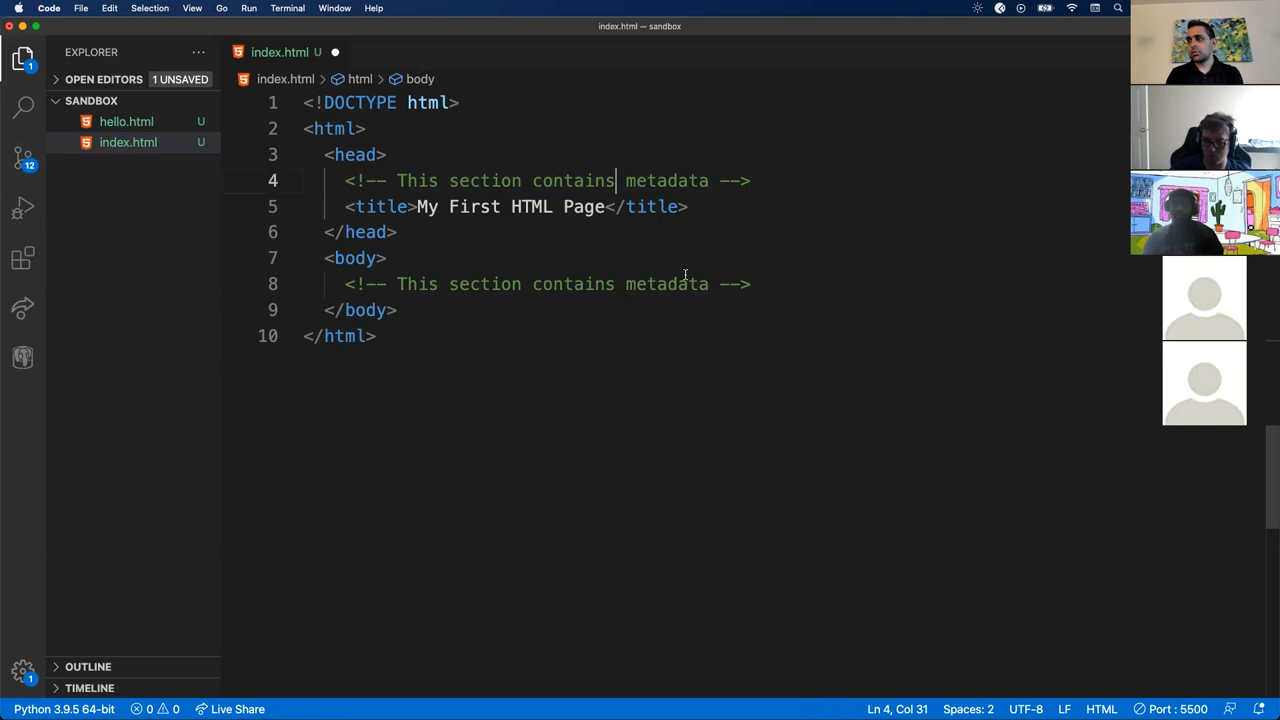 Code File Edit Selection View Go Run Terminal Window Help
index.html — sandbox
EXPLORER
index.html U
OPEN EDITORS 1 UNSAVED
index.html html body
SANDBOX
hello.html U
index.html U
1 <!DOCTYPE html>
2 <html>
3 <head>
4 <!-- This section contains metadata -->
5 <title>My First HTML Page</title>
6 </head>
7 <body>
8 <!-- This section contains metadata -->
9 </body>
10 </html>
1
12
OUTLINE
TIMELINE
1
Python 3.9.5 64-bit 0 0 Live Share Ln 4, Col 31 Spaces: 2 UTF-8 LF HTML Port : 5500